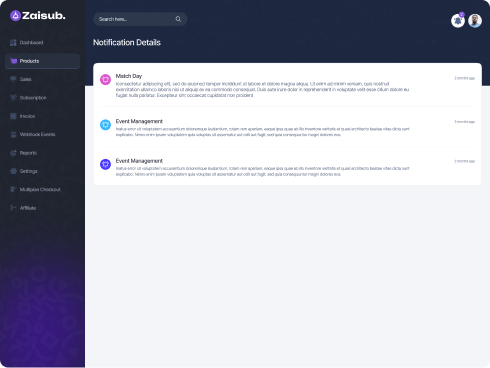 Zaisub.
Search here...
Dashboard
Products
Sales
Subscription
Invoice
Webhook Events
Reports
Settings
Multiplse Checkout
Affiliate
Notification Details
Match Day
2 months ago
consectetur adipiscing elit, sed do eiusmod tempor incididunt ut labore et dolore magna aliqua. Ut enim ad minim veniam, quis nostrud
exercitation ullamco laboris nisi ut aliquip ex ea commodo consequat. Duis aute irure dolor in reprehenderit in voluptate velit esse cillum dolore eu
fugiat nulla pariatur. Excepteur sint occaecat cupidatat non proident
Event Management
2 months ago
natus error sit voluptatem accusantium doloremque laudantium, totam rem aperiam, eaque ipsa quae ab illo inventore veritatis et quasi architecto beatae vitae dicta sunt
explicabo. Nemo enim ipsam voluptatem quia voluptas sit aspernatur aut odit aut fugit, sed quia consequuntur magni dolores eos.
Event Management
2 months ago
natus error sit voluptatem accusantium doloremque laudantium, totam rem aperiam, eaque ipsa quae ab illo inventore veritatis et quasi architecto beatae vitae dicta sunt
explicabo. Nemo enim ipsam voluptatem quia voluptas sit aspernatur aut odit aut fugit, sed quia consequuntur magni dolores eos.